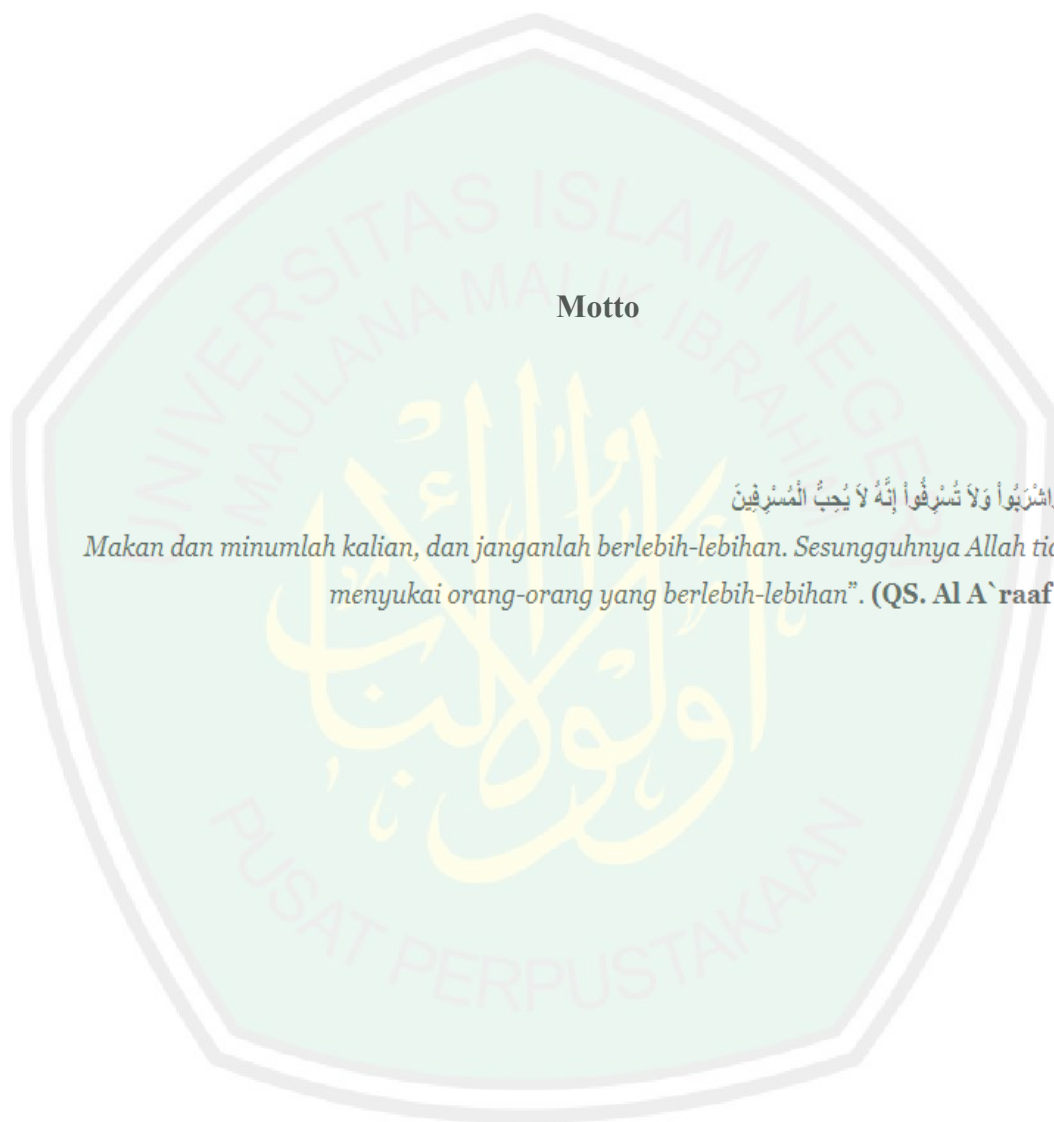 UNIVERSITAS ISLAM NEGERI
MAULANA MALIK IBRAHIM
Motto
اشْرَبُواْ وَلاَ تُسْرِفُواْ إِنَّهُ لاَ يُحِبُّ الْمُسْرِفِينَ
Makan dan minumlah kalian, dan janganlah berlebih-lebihan. Sesungguhnya Allah
menyukai orang-orang yang berlebih-lebihan”. (QS. Al A`raaf
PUSAT PERPUSTAKAAN